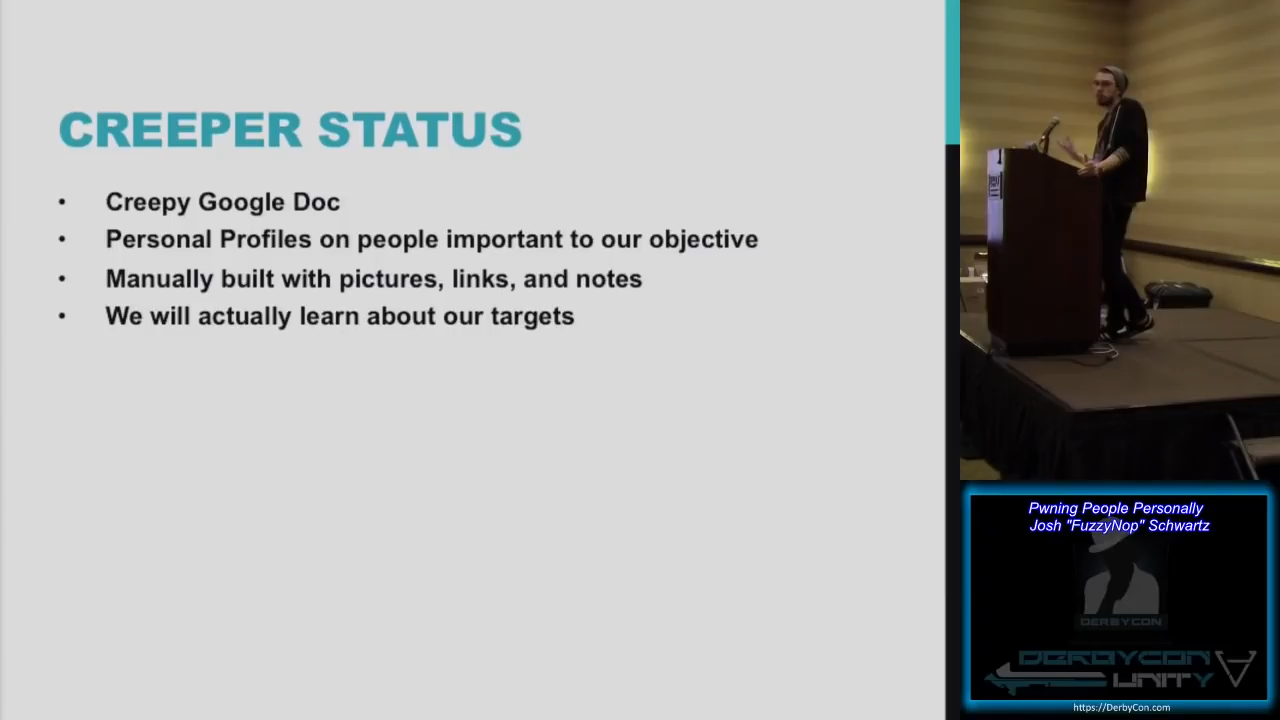 CREEPER STATUS
• Creepy Google Doc
• Personal Profiles on people important to our objective
• Manually built with pictures, links, and notes
• We will actually learn about our targets
Pwning People Personally
Josh "FuzzyNop" Schwartz
DERBYCON
DERBYCON
UNITY
https://DerbyCon.com